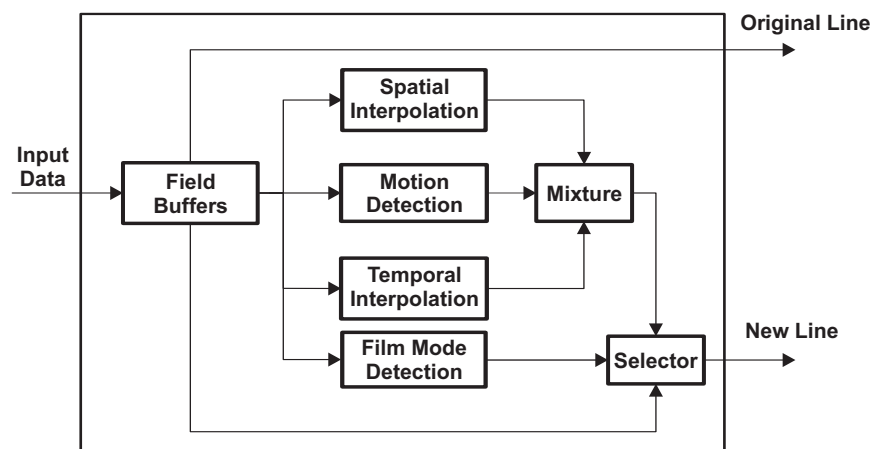 Original Line
Spatial
Interpolation
Input
Data
Field
Buffers
Motion
Detection
Mixture
Temporal
Interpolation
New Line
Film Mode
Detection
Selector